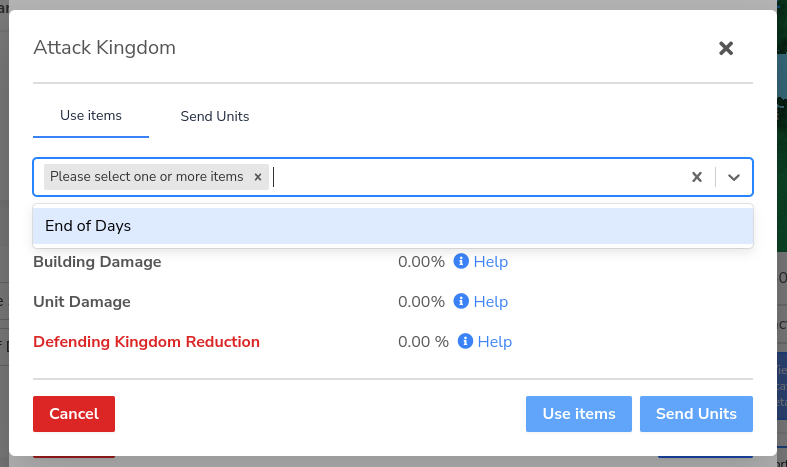 Attack Kingdom
Use items Send Units
Please select one or more items
End of Days
Building Damage 0.00% Help
Unit Damage 0.00% Help
Defending Kingdom Reduction 0.00 % Help
Cancel Use items Send Units